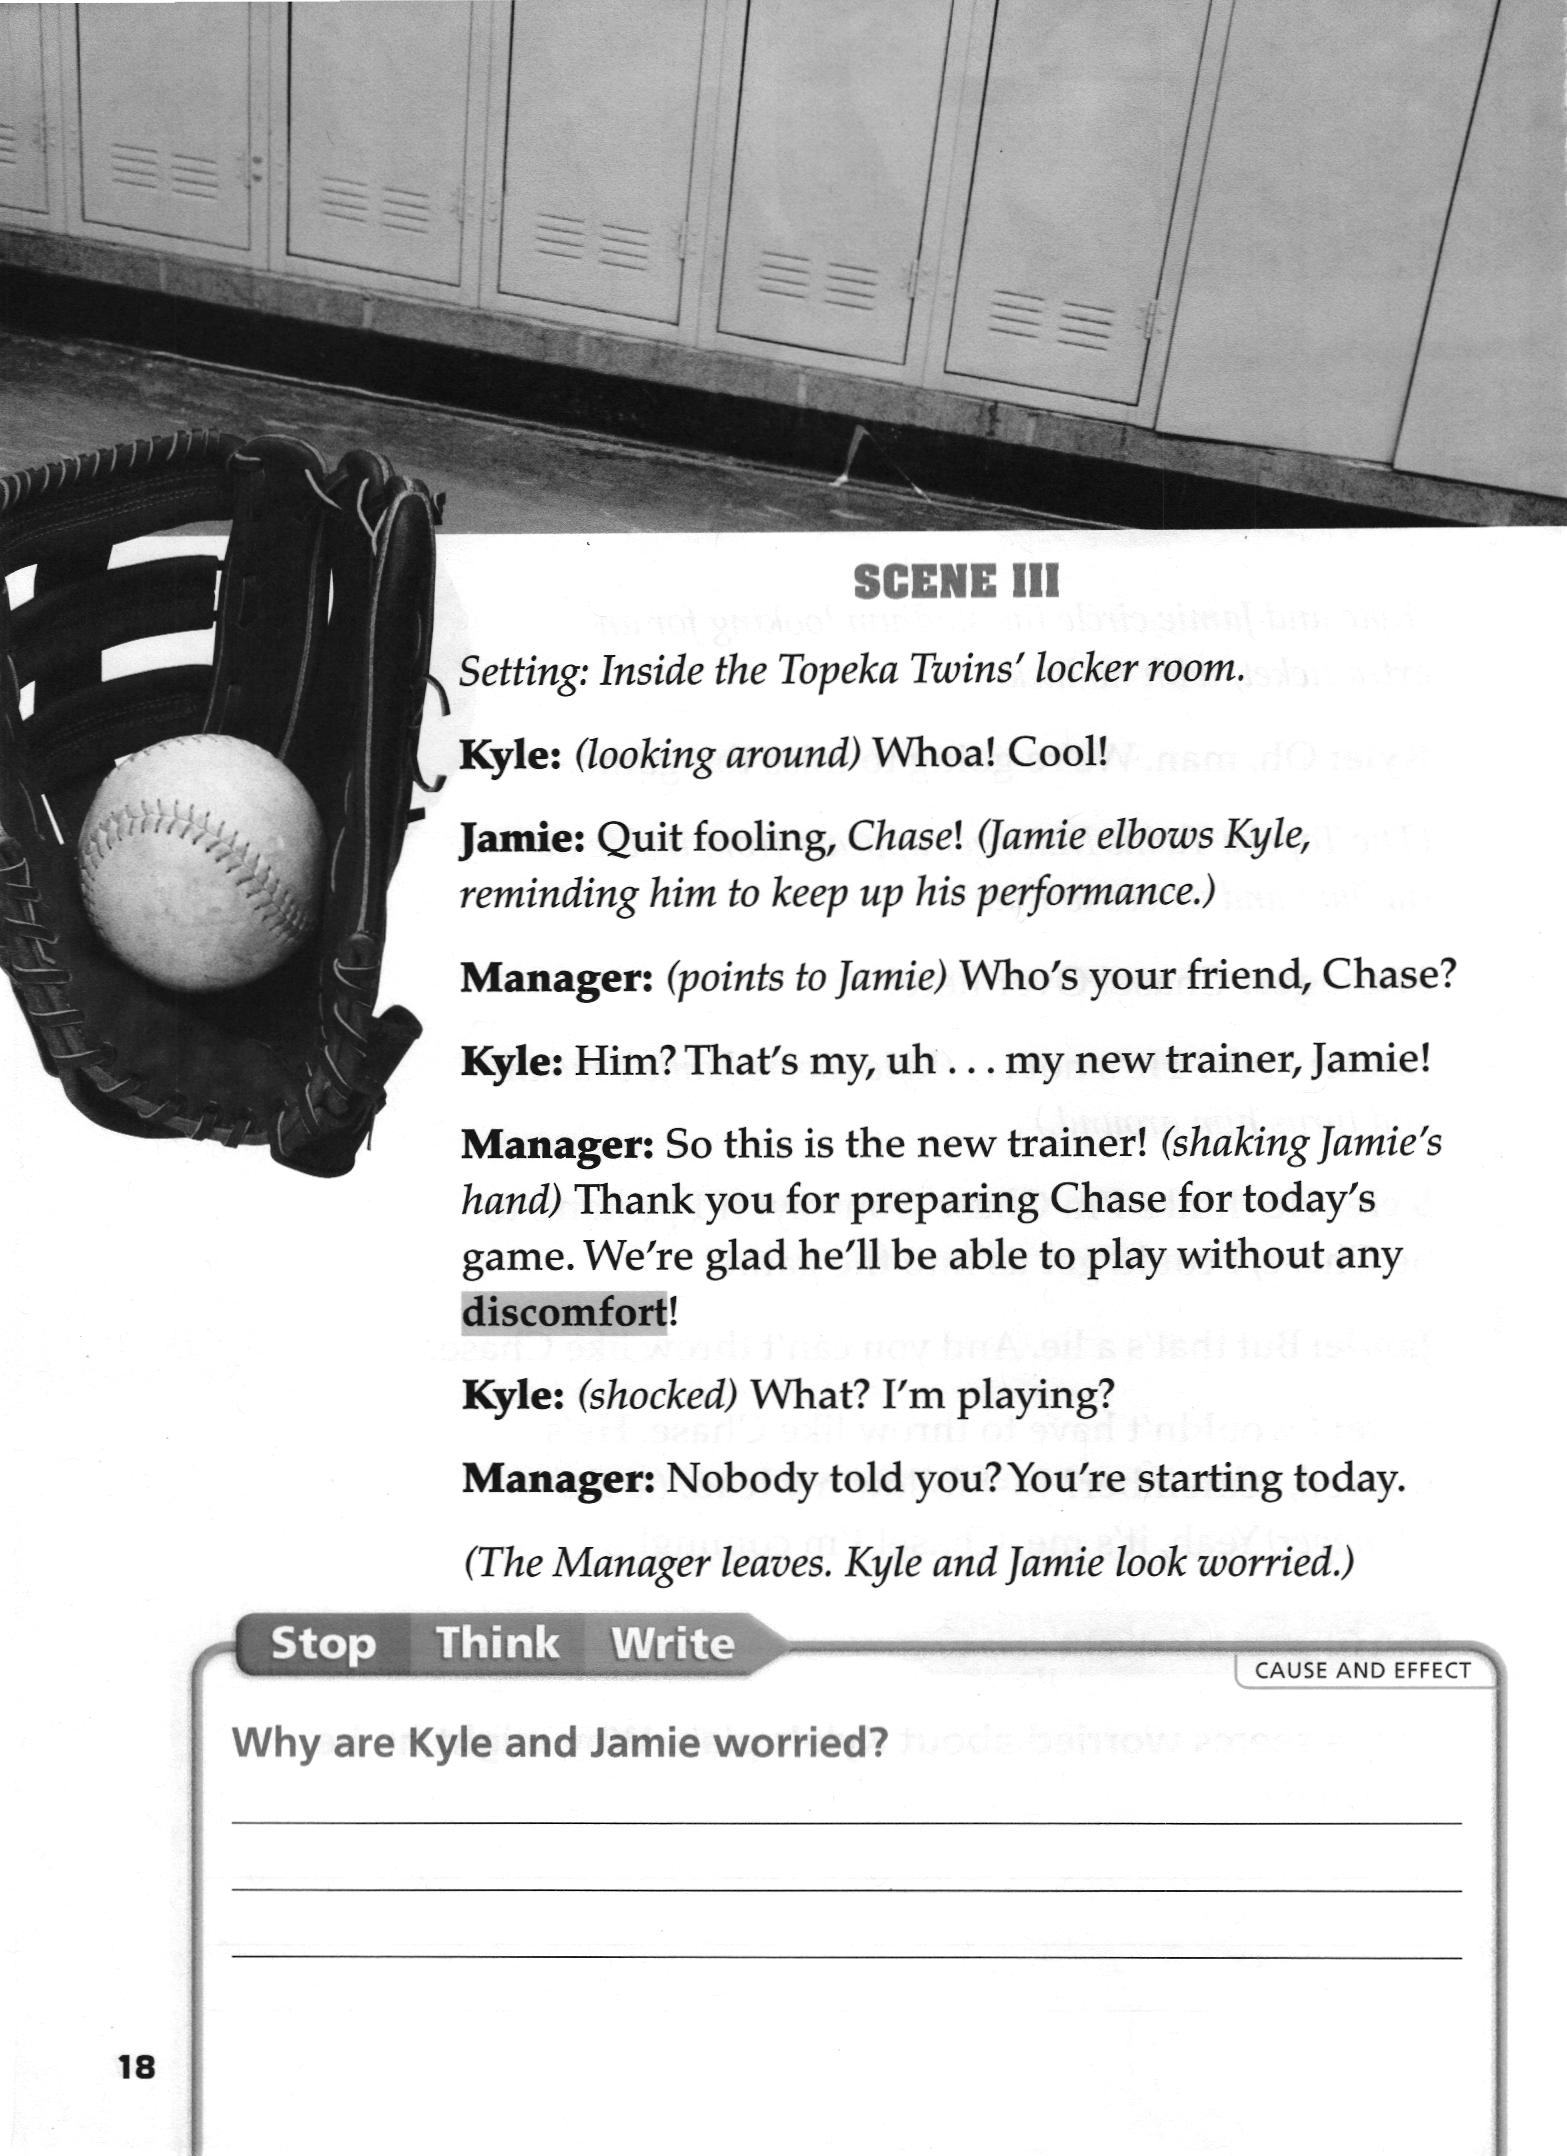 SCENE III
Setting: Inside the Topeka Twins' locker room.
Kyle: (looking around) Whoa! Cool!
Jamie: Quit fooling, Chase! (Jamie elbows Kyle,
reminding him to keep up his performance.)
Manager: (points to Jamie) Who's your friend, Chase?
Kyle: Him? That's my, uh . . . my new trainer, Jamie!
Manager: So this is the new trainer! (shaking Jamie's
hand) Thank you for preparing Chase for today's
game. We're glad he'll be able to play without any
discomfort!
Kyle: (shocked) What? I'm playing?
Manager: Nobody told you? You're starting today.
(The Manager leaves. Kyle and Jamie look worried.)
Stop Think Write
CAUSE AND EFFECT
Why are Kyle and Jamie worried?
18